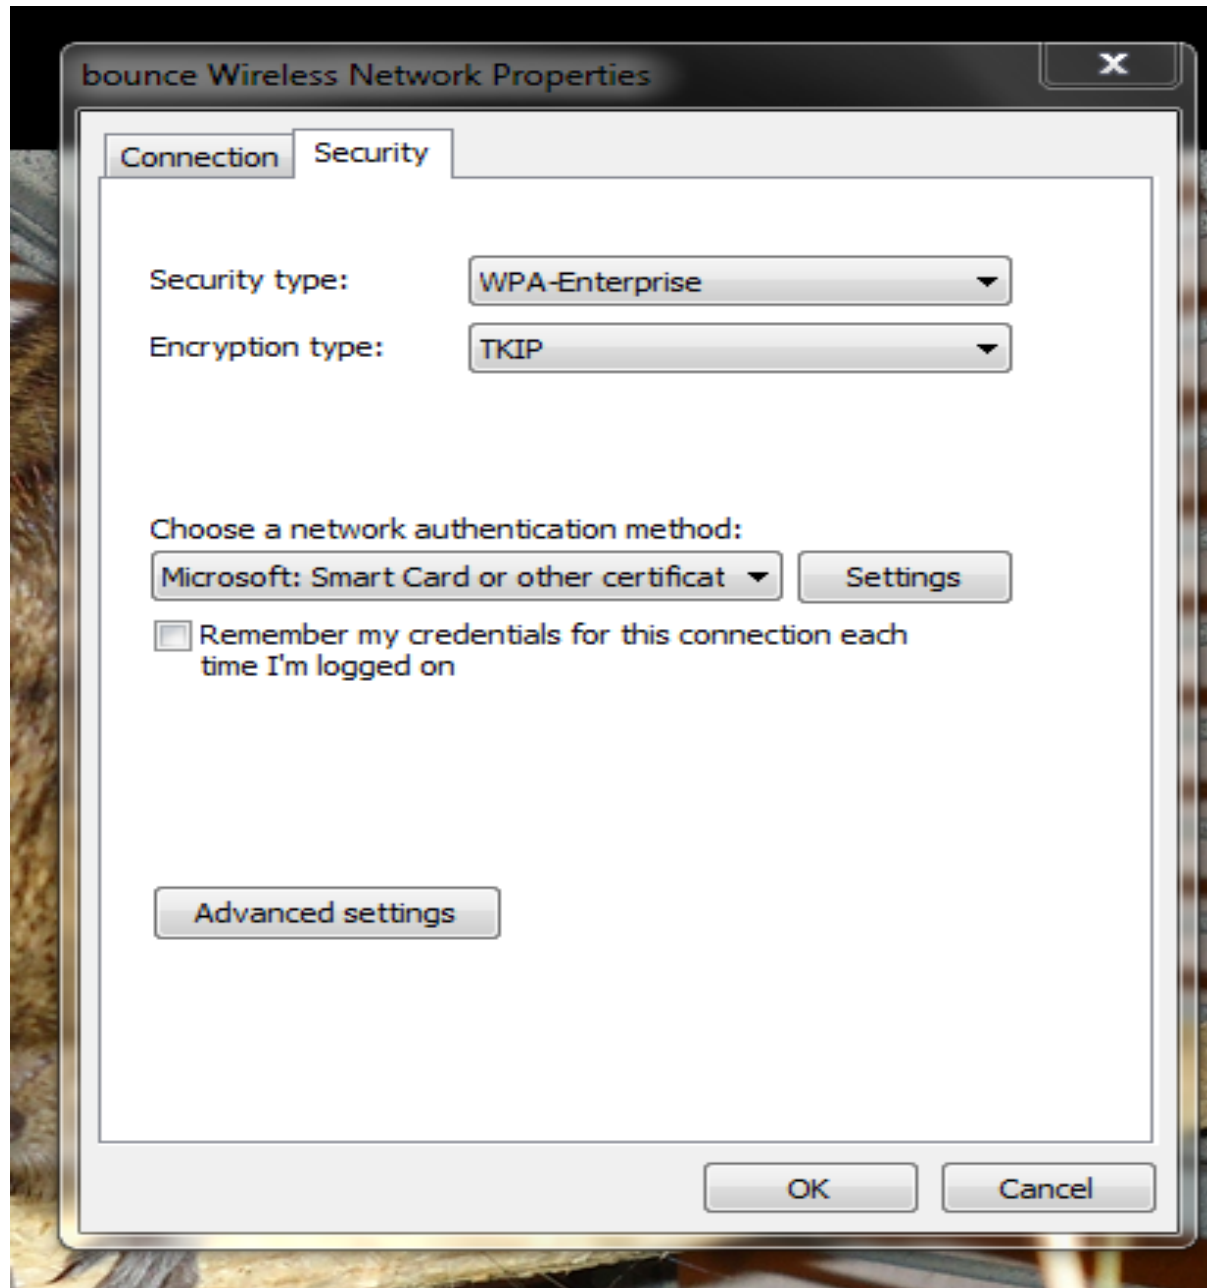 bounce Wireless Network Properties
Connection
Security
Security type:
WPA-Enterprise
Encryption type:
TKIP
Choose a network authentication method:
Microsoft: Smart Card or other certificat
Settings
Remember my credentials for this connection each
time I'm logged on
Advanced settings
OK
Cancel